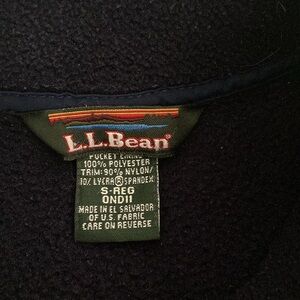 L.L.Bean®
POCKET LINING
100% POLYESTER
TRIM: 90% NYLON/
10% LYCRA® SPANDEX
S-REG
0ND11
MADE IN EL SALVADOR
OF U.S. FABRIC
CARE ON REVERSE